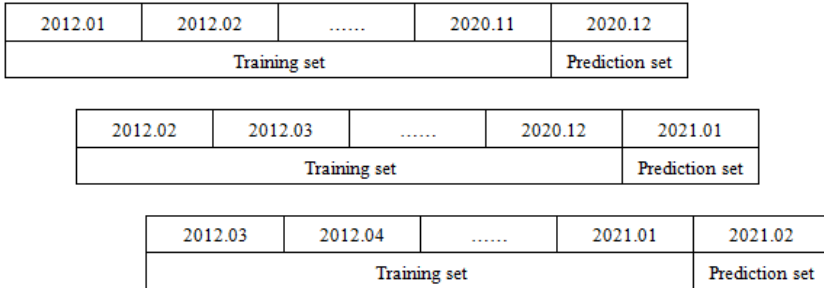 2012.01 2012.02 ...... 2020.11 2020.12
Training set Prediction set
2012.02 2012.03 ...... 2020.12 2021.01
Training set Prediction set
2012.03 2012.04 ...... 2021.01 2021.02
Training set Prediction set